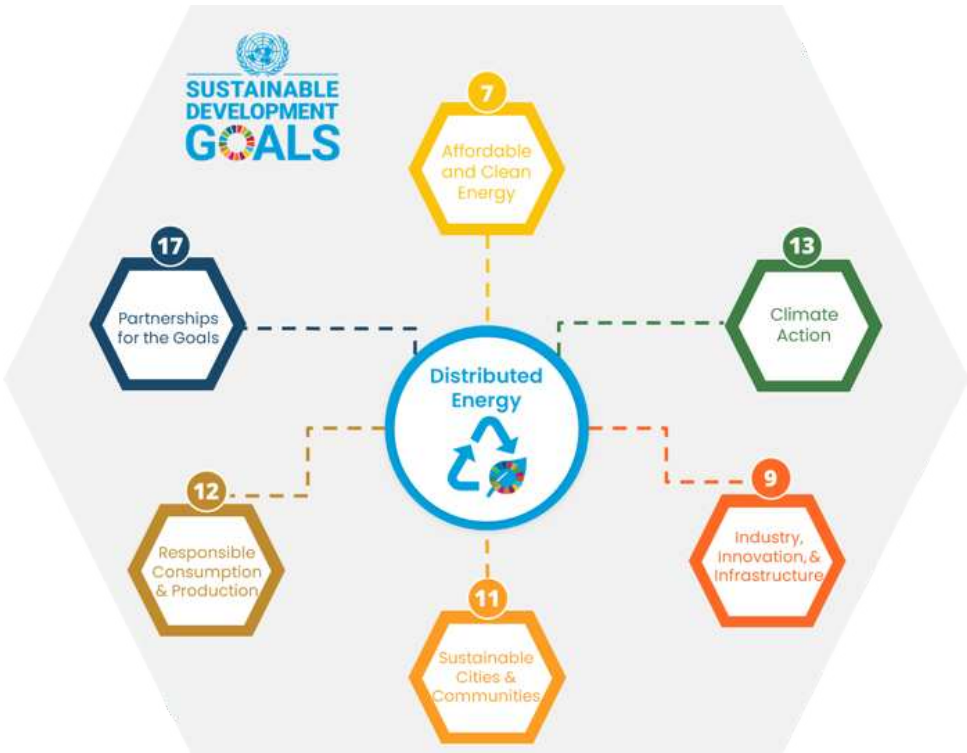 SUSTAINABLE
DEVELOPMENT
GOALS
7
Affordable
and Clean
Energy
17
Partnerships
for the Goals
13
Climate
Action
Distributed
Energy
12
Responsible
Consumption
& Production
9
Industry,
Innovation, &
Infrastructure
11
Sustainable
Cities &
Communities